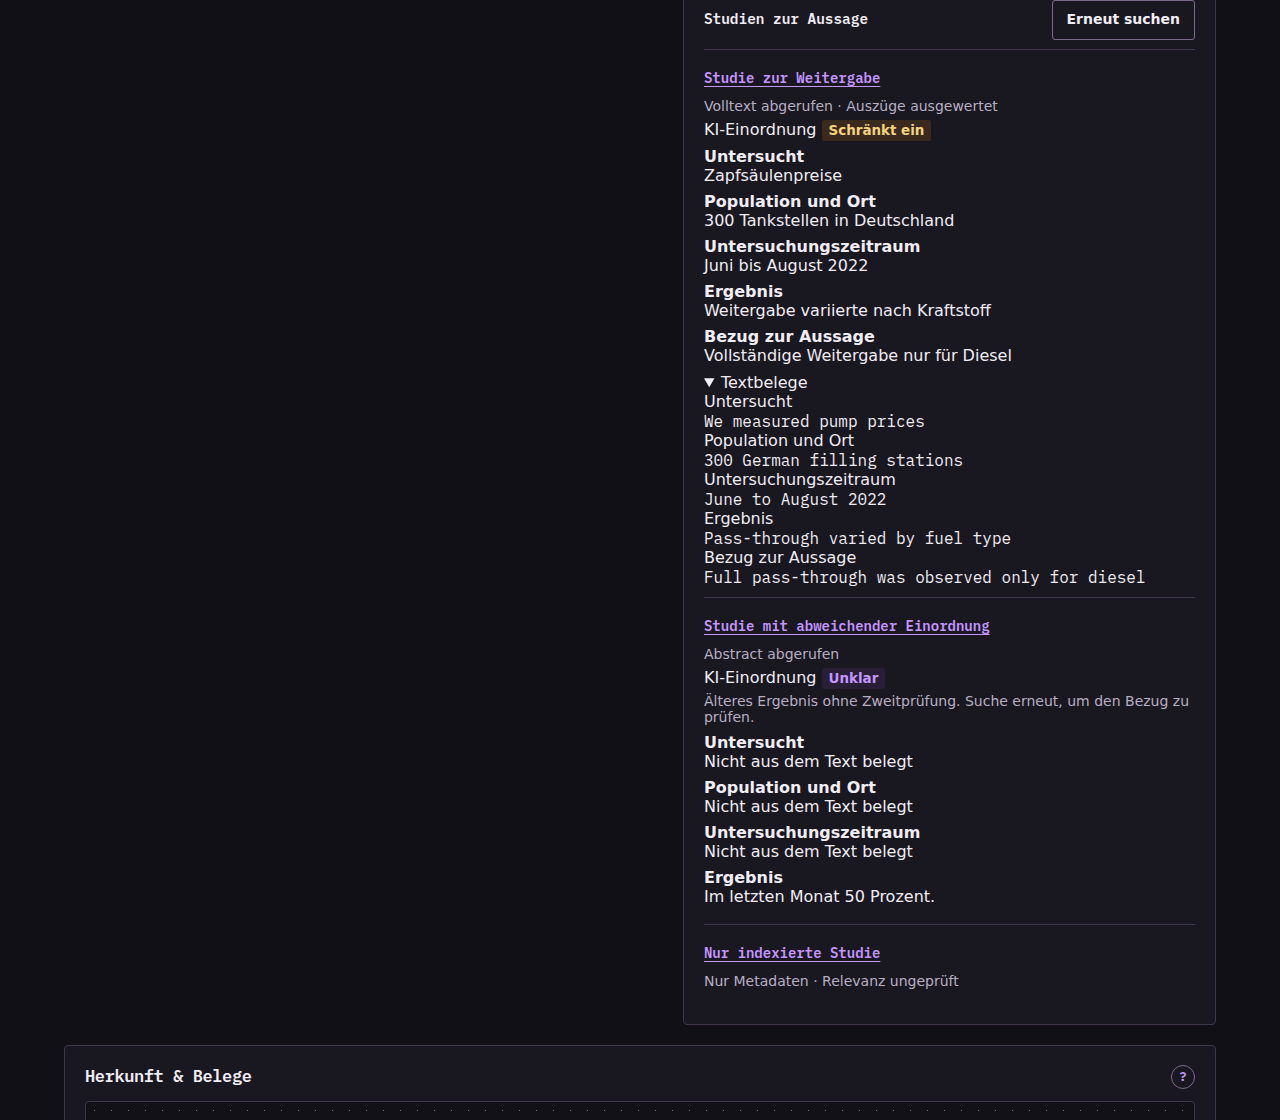 Studien zur Aussage
Erneut suchen
Studie zur Weitergabe
Volltext abgerufen · Auszüge ausgewertet
KI-Einordnung Schränkt ein
Untersucht
Zapfsäulenpreise
Population und Ort
300 Tankstellen in Deutschland
Untersuchungszeitraum
Juni bis August 2022
Ergebnis
Weitergabe variierte nach Kraftstoff
Bezug zur Aussage
Vollständige Weitergabe nur für Diesel
▼ Textbelege
Untersucht
We measured pump prices
Population und Ort
300 German filling stations
Untersuchungszeitraum
June to August 2022
Ergebnis
Pass-through varied by fuel type
Bezug zur Aussage
Full pass-through was observed only for diesel
Studie mit abweichender Einordnung
Abstract abgerufen
KI-Einordnung Unklar
Älteres Ergebnis ohne Zweitprüfung. Suche erneut, um den Bezug zu
prüfen.
Untersucht
Nicht aus dem Text belegt
Population und Ort
Nicht aus dem Text belegt
Untersuchungszeitraum
Nicht aus dem Text belegt
Ergebnis
Im letzten Monat 50 Prozent.
Nur indexierte Studie
Nur Metadaten · Relevanz ungeprüft
Herkunft & Belege
?